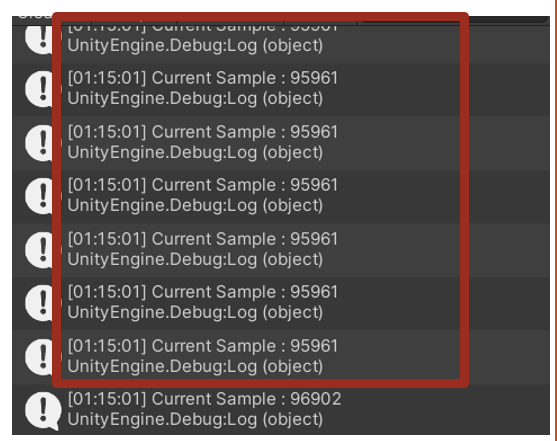 [01:15:01] Current Sample : 95961
UnityEngine.Debug:Log (object)
[01:15:01] Current Sample : 95961
UnityEngine.Debug:Log (object)
[01:15:01] Current Sample : 95961
UnityEngine.Debug:Log (object)
[01:15:01] Current Sample : 95961
UnityEngine.Debug:Log (object)
[01:15:01] Current Sample : 95961
UnityEngine.Debug:Log (object)
[01:15:01] Current Sample : 95961
UnityEngine.Debug:Log (object)
[01:15:01] Current Sample : 95961
UnityEngine.Debug:Log (object)
[01:15:01] Current Sample : 96902
UnityEngine.Debug:Log (object)